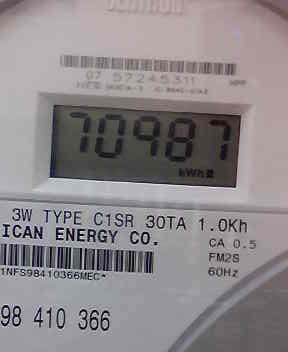 07 57245311
70987
kWh
3W TYPE C1SR 30TA 1.0Kh
ICAN ENERGY CO.
CA 0.5
FM2S
60Hz
1NFS98410366MEC*
98 410 366